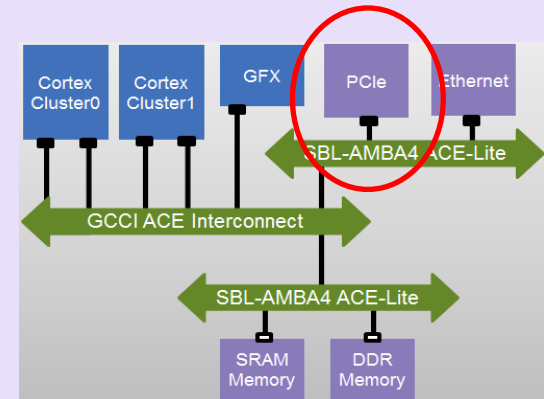 Cortex
Cluster0
Cortex
Cluster1
GFX
PCIe
Ethernet
SBL-AMBA4 ACE-Lite
GCCI ACE Interconnect
SBL-AMBA4 ACE-Lite
SRAM
Memory
DDR
Memory